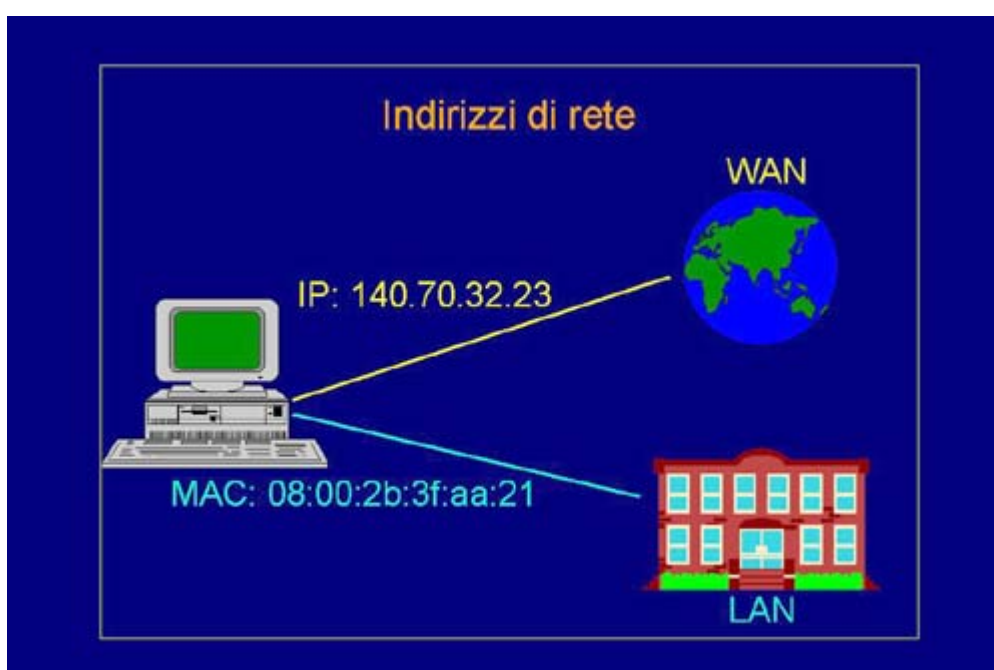 Indirizzi di rete
WAN
IP: 140.70.32.23
MAC: 08:00:2b:3f:aa:21
LAN